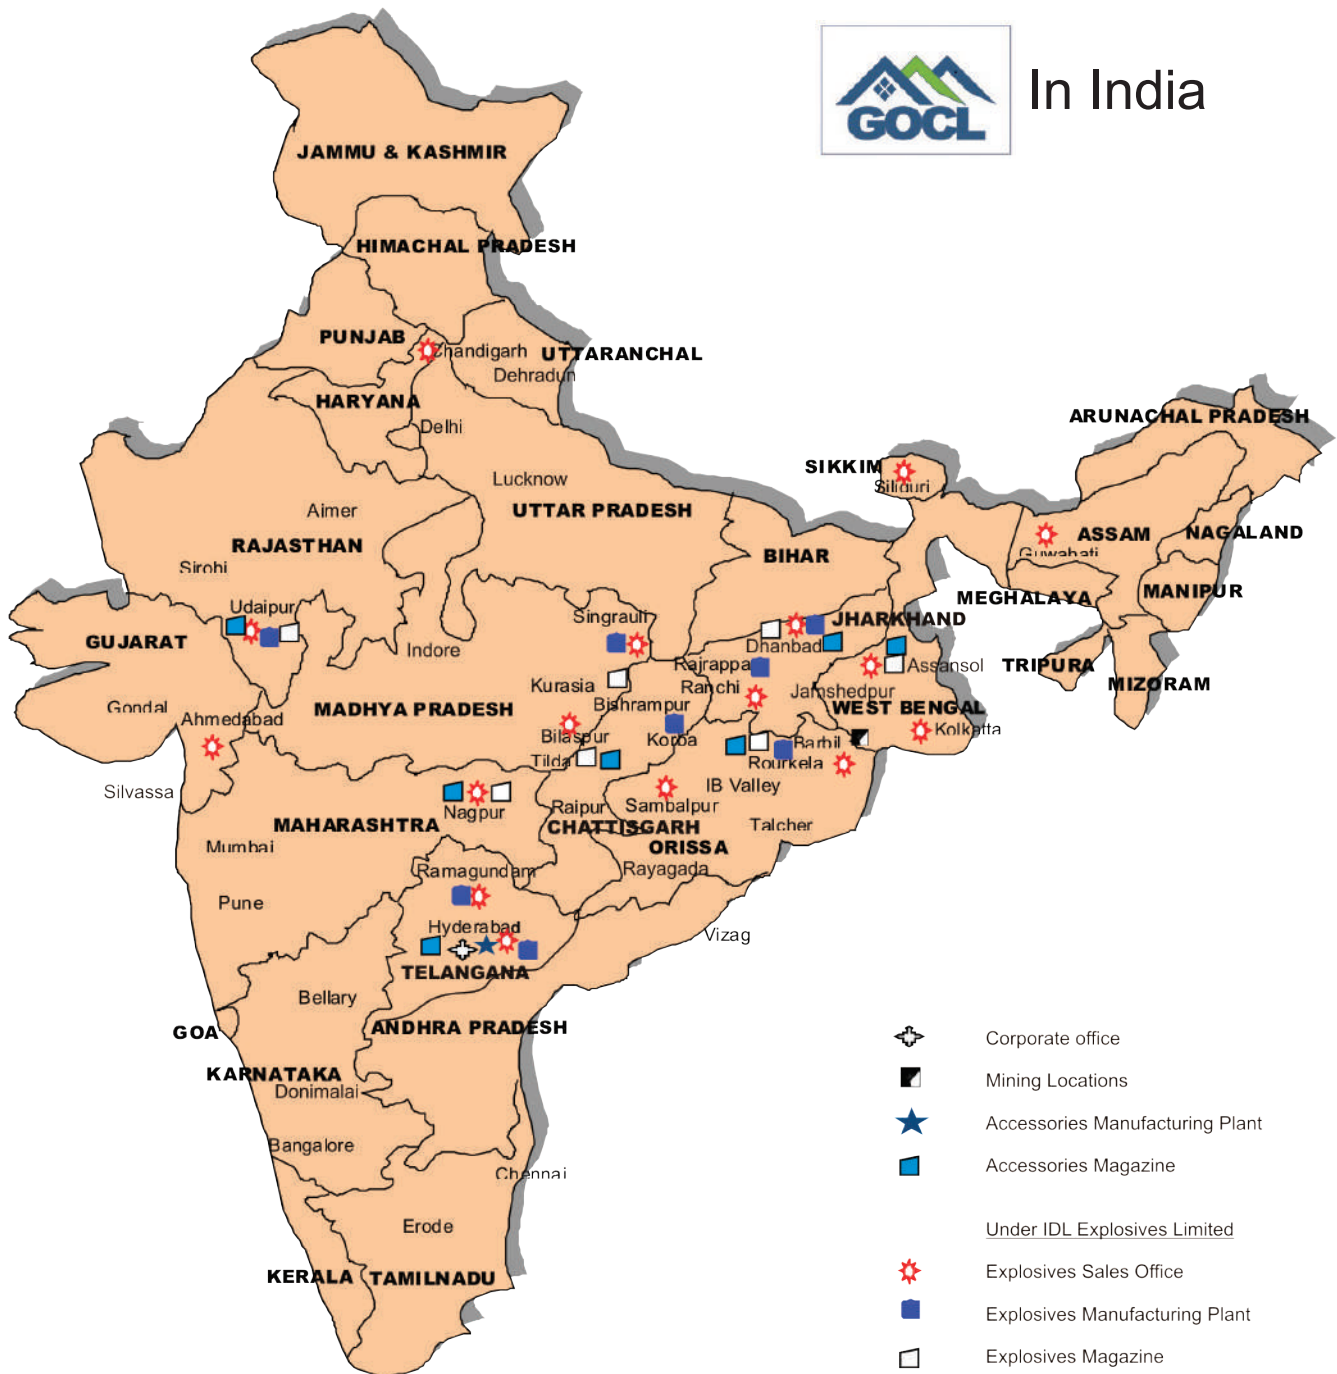 GOCL
In India
JAMMU & KASHMIR
HIMACHAL PRADESH
PUNJAB
Chandigarh
UTTARANCHAL
Dehradun
HARYANA
Delhi
ARUNACHAL PRADESH
SIKKIM
Siliguri
Lucknow
UTTAR PRADESH
Aimer
RAJASTHAN
BIHAR
ASSAM
NAGALAND
Guwahati
Sirohi
MEGHALAYA
MANIPUR
Udaipur
Singrauli
JHARKHAND
GUJARAT
Indore
Dhanbad
Rajrappa
Assansol
TRIPURA
Kurasia
Ranchi
Jamshedpur
MIZORAM
Gondal
Ahmedabad
MADHYA PRADESH
Bishrampur
WEST BENGAL
Bilaspur
Korba
Barbil
Kolkatta
Tilda
Rourkela
Silvassa
IB Valley
Nagpur
Raipur
Sambalpur
MAHARASHTRA
CHATTISGARH
Talcher
Mumbai
ORISSA
Ramagundam
Rayagada
Pune
Hyderabad
Vizag
TELANGANA
Bellary
GOA
ANDHRA PRADESH
KARNATAKA
Donimalai
Bangalore
Chennai
Erode
KERALA
TAMILNADU
Corporate office
Mining Locations
Accessories Manufacturing Plant
Accessories Magazine
Under IDL Explosives Limited
Explosives Sales Office
Explosives Manufacturing Plant
Explosives Magazine